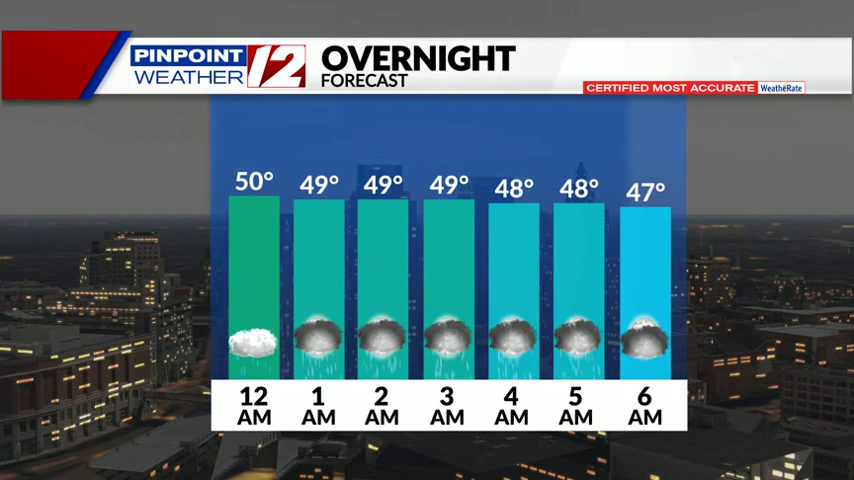 PINPOINT
WEATHER
12
OVERNIGHT
FORECAST
CERTIFIED MOST ACCURATE WeatheRate
50° 49° 49° 49° 48° 48° 47°
12 1 2 3 4 5 6
AM AM AM AM AM AM AM